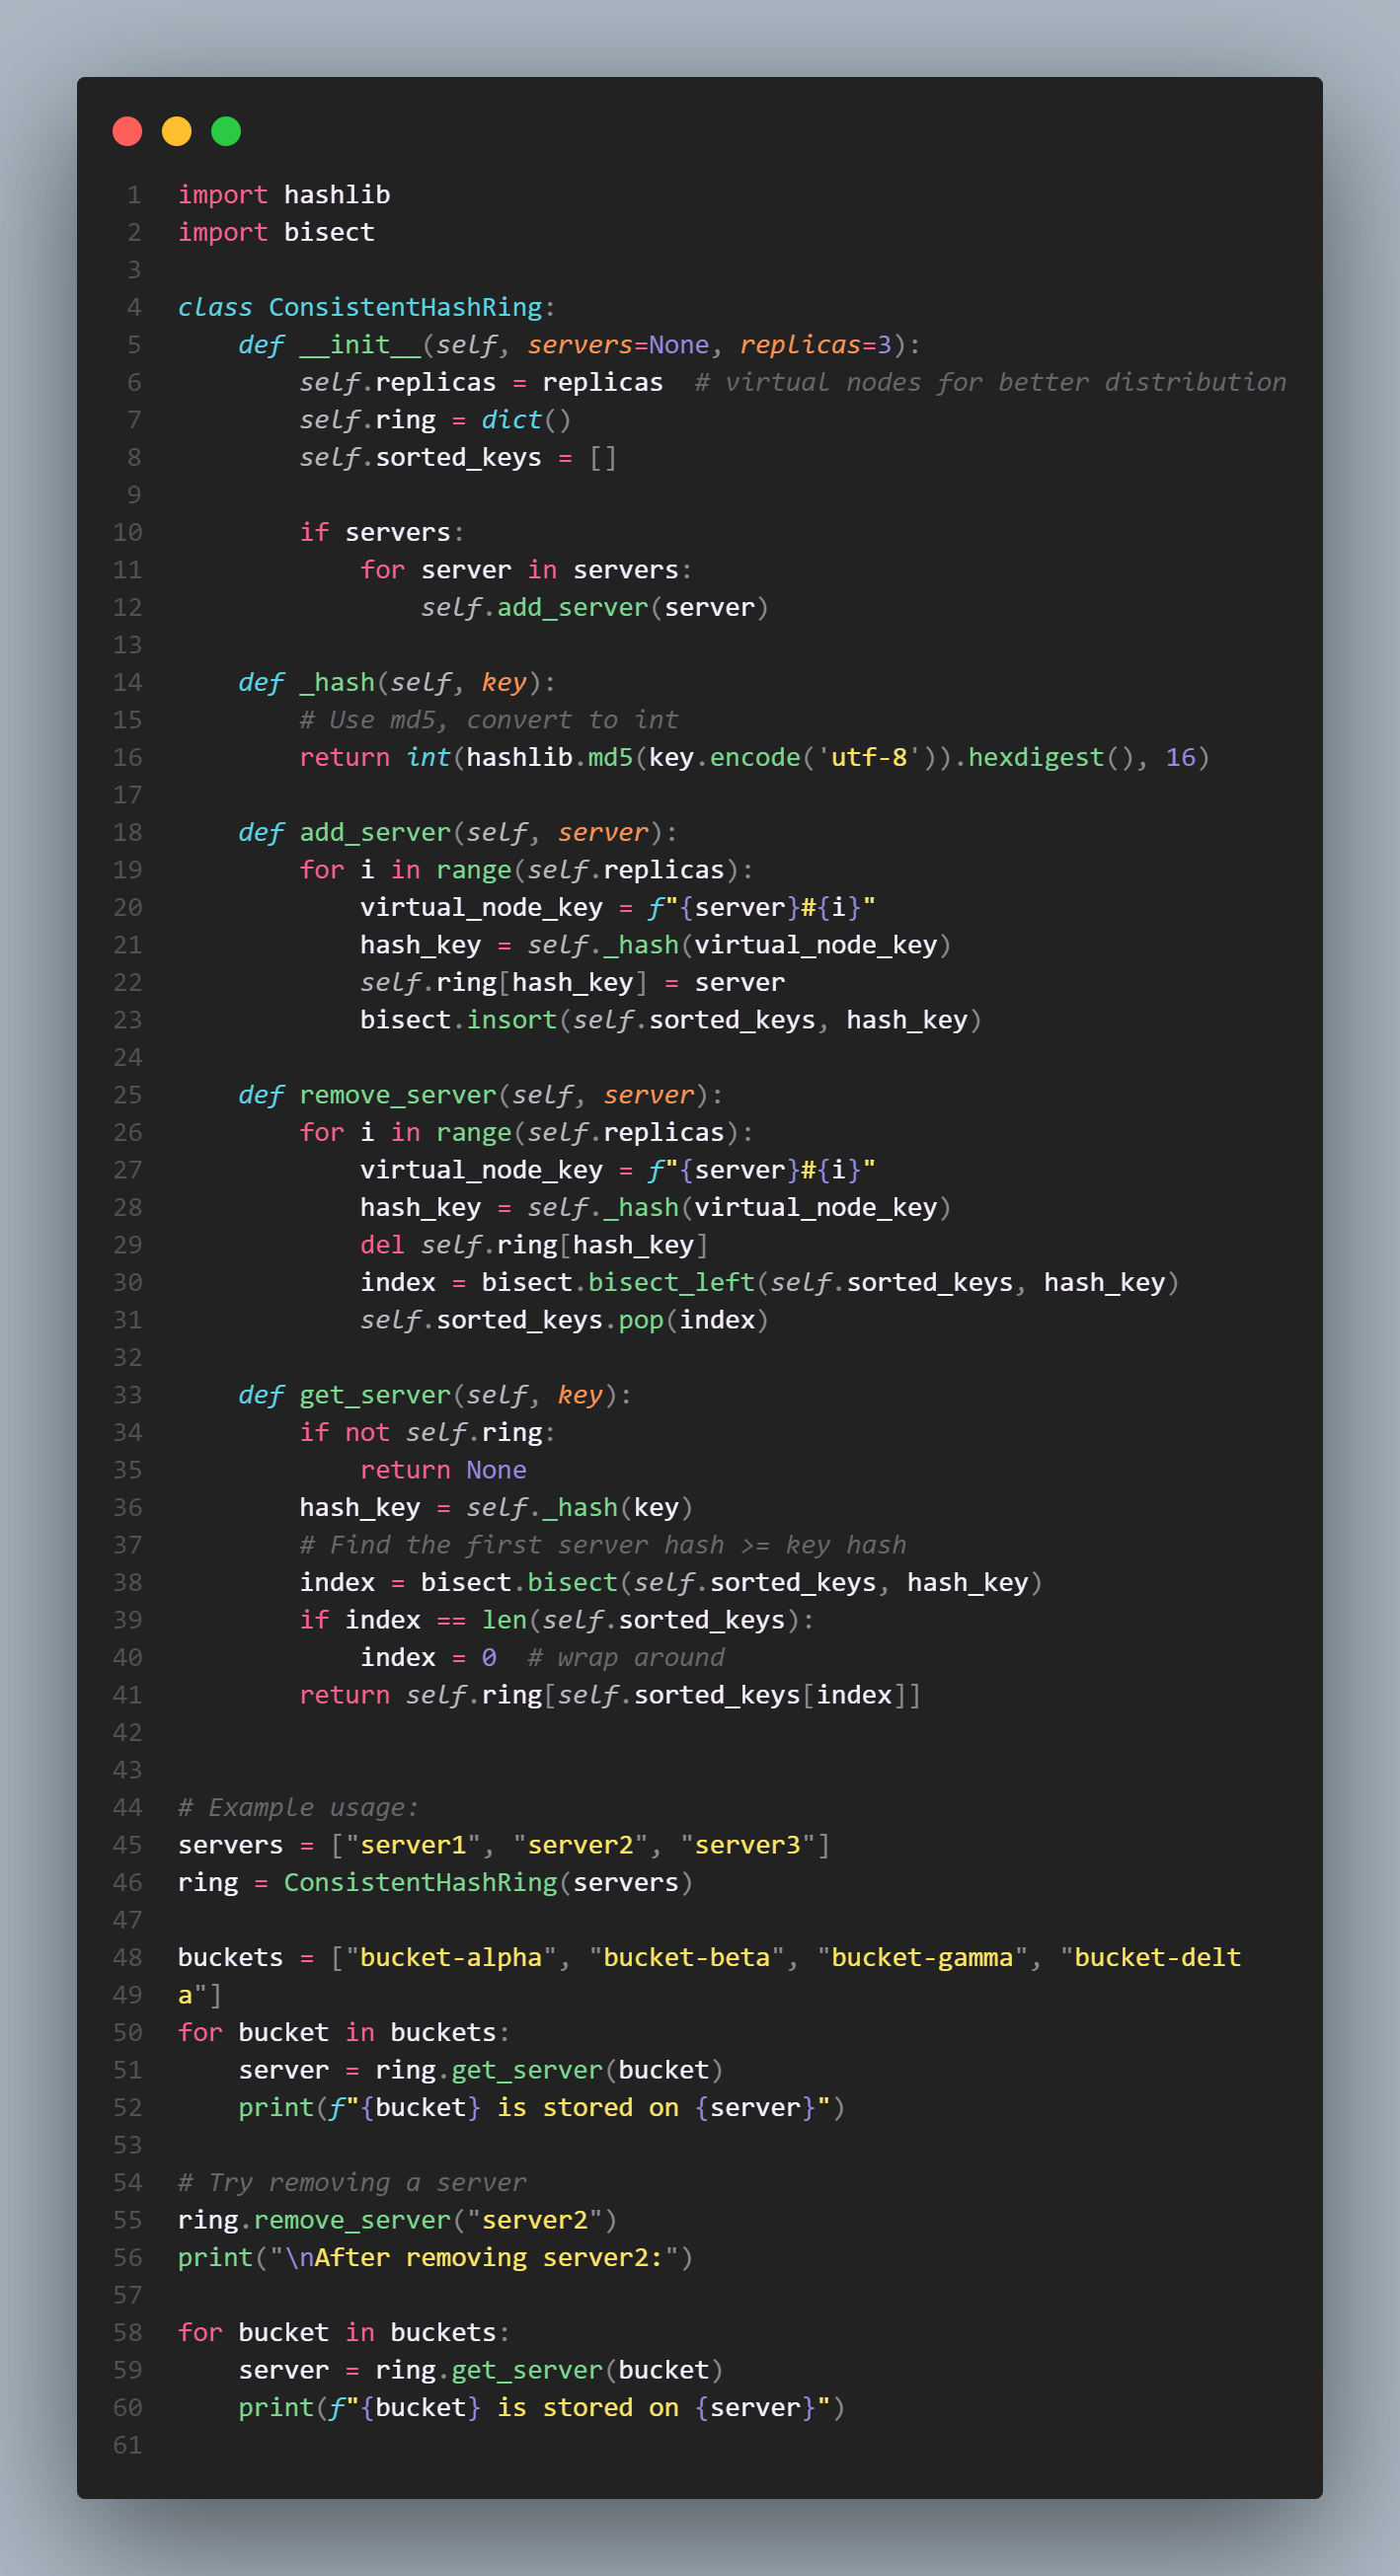 1 import hashlib
2 import bisect
3
4 class ConsistentHashRing:
5     def __init__(self, servers=None, replicas=3):
6         self.replicas = replicas  # virtual nodes for better distribution
7         self.ring = dict()
8         self.sorted_keys = []
9
10         if servers:
11             for server in servers:
12                 self.add_server(server)
13
14     def _hash(self, key):
15         # Use md5, convert to int
16         return int(hashlib.md5(key.encode('utf-8')).hexdigest(), 16)
17
18     def add_server(self, server):
19         for i in range(self.replicas):
20             virtual_node_key = f"{server}#{i}"
21             hash_key = self._hash(virtual_node_key)
22             self.ring[hash_key] = server
23             bisect.insort(self.sorted_keys, hash_key)
24
25     def remove_server(self, server):
26         for i in range(self.replicas):
27             virtual_node_key = f"{server}#{i}"
28             hash_key = self._hash(virtual_node_key)
29             del self.ring[hash_key]
30             index = bisect.bisect_left(self.sorted_keys, hash_key)
31             self.sorted_keys.pop(index)
32
33     def get_server(self, key):
34         if not self.ring:
35             return None
36         hash_key = self._hash(key)
37         # Find the first server hash >= key hash
38         index = bisect.bisect(self.sorted_keys, hash_key)
39         if index == len(self.sorted_keys):
40             index = 0  # wrap around
41         return self.ring[self.sorted_keys[index]]
42
43
44 # Example usage:
45 servers = ["server1", "server2", "server3"]
46 ring = ConsistentHashRing(servers)
47
48 buckets = ["bucket-alpha", "bucket-beta", "bucket-gamma", "bucket-delt
49 a"]
50 for bucket in buckets:
51     server = ring.get_server(bucket)
52     print(f"{bucket} is stored on {server}")
53
54 # Try removing a server
55 ring.remove_server("server2")
56 print("\nAfter removing server2:")
57
58 for bucket in buckets:
59     server = ring.get_server(bucket)
60     print(f"{bucket} is stored on {server}")
61